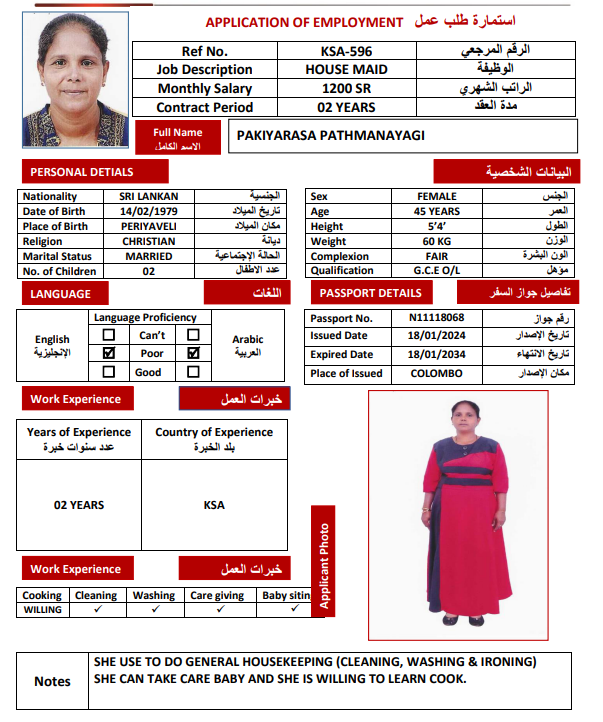 APPLICATION OF EMPLOYMENT استمارة طلب عمل
Ref No. KSA-596 الرقم المرجعي
Job Description HOUSE MAID الوظيفة
Monthly Salary 1200 SR الراتب الشهري
Contract Period 02 YEARS مدة العقد
Full Name PAKIYARASA PATHMANAYAGI
الاسم الكامل
PERSONAL DETIALS البيانات الشخصية
Nationality SRI LANKAN الجنسية
Date of Birth 14/02/1979 تاريخ الميلاد
Place of Birth PERIYAVELI مكان الميلاد
Religion CHRISTIAN ديانة
Marital Status MARRIED الحالة الإجتماعية
No. of Children 02 عدد الاطفال
Sex FEMALE الجنس
Age 45 YEARS العمر
Height 5’4’ الطول
Weight 60 KG الوزن
Complexion FAIR الون البشرة
Qualification G.C.E O/L مؤهل
LANGUAGE اللغات
Language Proficiency
English Can’t Arabic
الإنجليزية Poor العربية
Good
PASSPORT DETAILS تفاصيل جواز السفر
Passport No. N11118068 رقم جواز
Issued Date 18/01/2024 تاريخ الإصدار
Expired Date 18/01/2034 تاريخ الانتهاء
Place of Issued COLOMBO مكان الإصدار
Work Experience خبرات العمل
Years of Experience Country of Experience
عدد سنوات خبرة بلد الخبرة
02 YEARS KSA
Applicant Photo
Work Experience خبرات العمل
Cooking Cleaning Washing Care giving Baby siting
WILLING ✓ ✓ ✓ ✓
Notes SHE USE TO DO GENERAL HOUSEKEEPING (CLEANING, WASHING & IRONING)
SHE CAN TAKE CARE BABY AND SHE IS WILLING TO LEARN COOK.